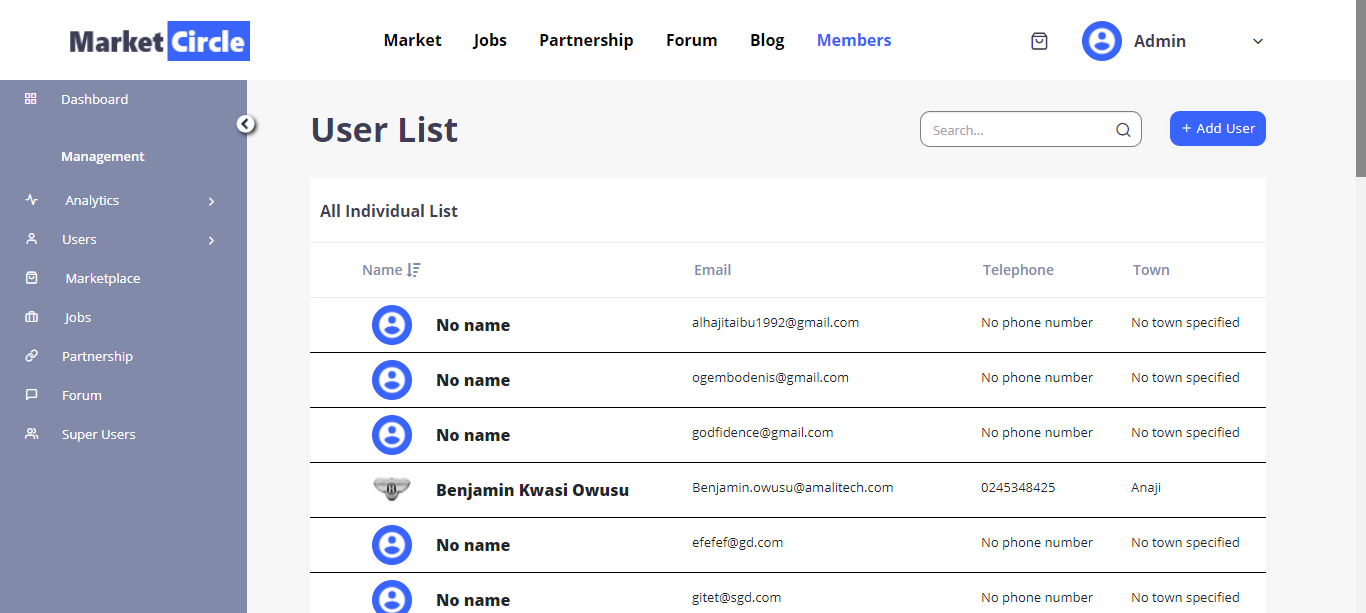 Market Circle
Market Jobs Partnership Forum Blog Members
Admin
Dashboard
Management
Analytics
Users
Marketplace
Jobs
Partnership
Forum
Super Users
User List
Search...
+ Add User
All Individual List
Name Email Telephone Town
No name alhajitaibu1992@gmail.com No phone number No town specified
No name ogembodenis@gmail.com No phone number No town specified
No name godfidence@gmail.com No phone number No town specified
Benjamin Kwasi Owusu Benjamin.owusu@amalitech.com 0245348425 Anaji
No name efefef@gd.com No phone number No town specified
No name gitet@sgd.com No phone number No town specified